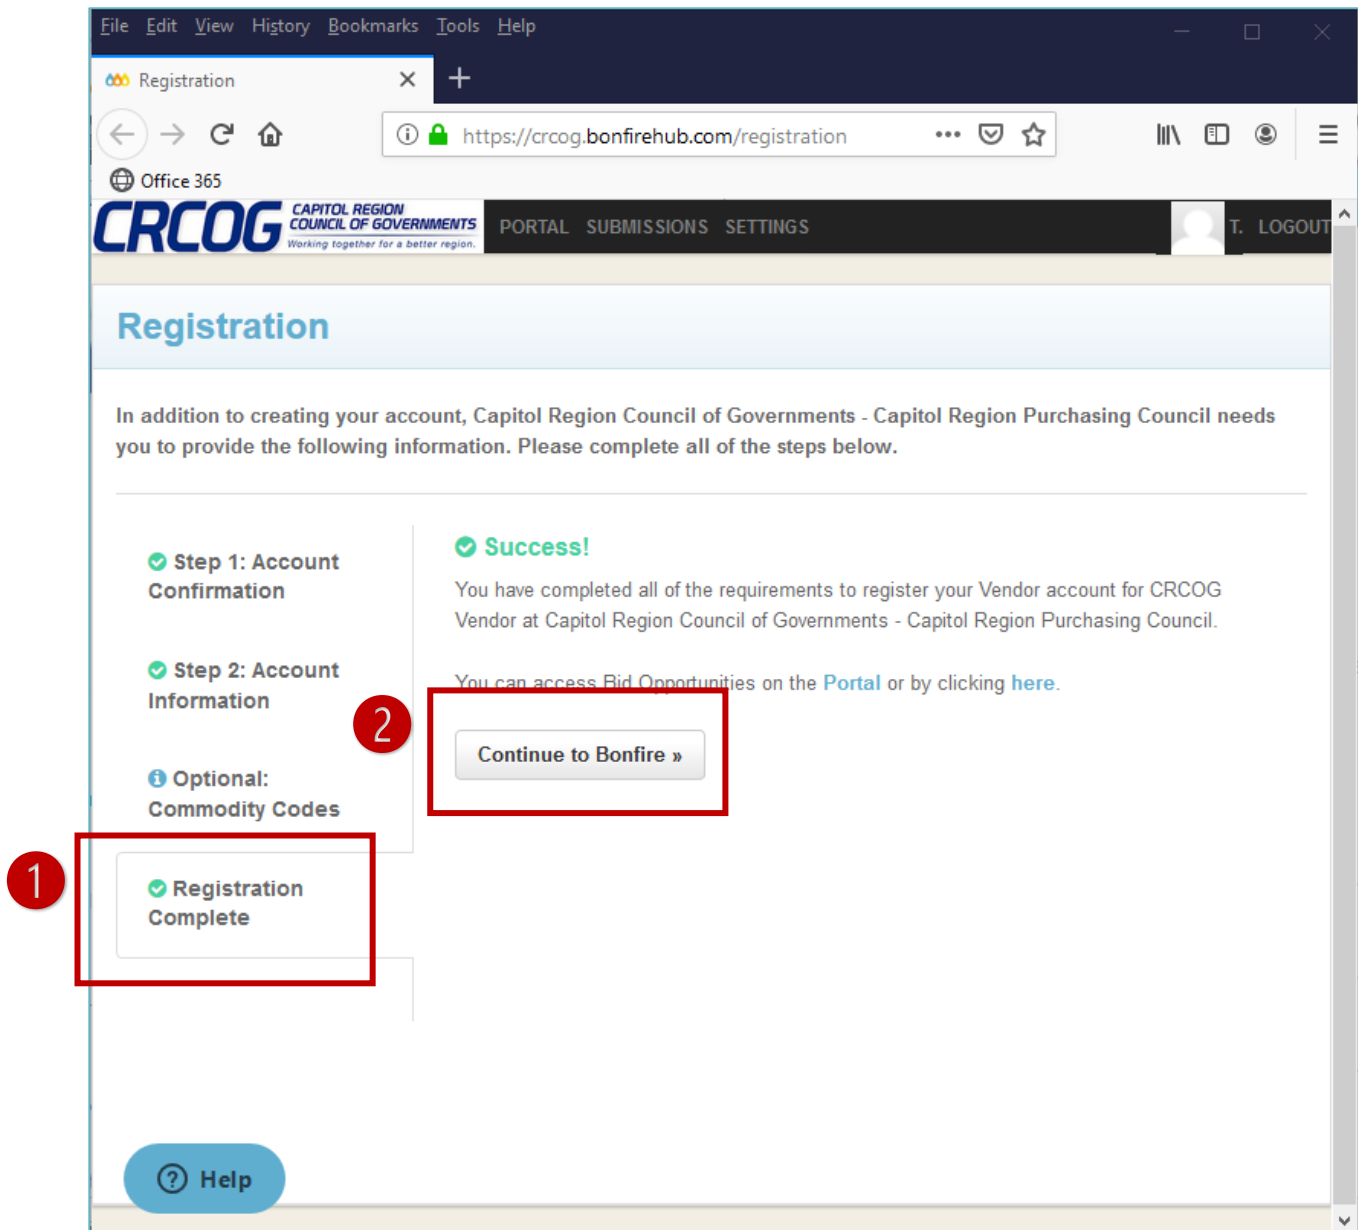 File Edit View History Bookmarks Tools Help
Registration
https://crcog.bonfirehub.com/registration
Office 365
CRCOG CAPITOL REGION
COUNCIL OF GOVERNMENTS
Working together for a better region.
PORTAL SUBMISSIONS SETTINGS
T. LOGOUT
Registration
In addition to creating your account, Capitol Region Council of Governments - Capitol Region Purchasing Council needs
you to provide the following information. Please complete all of the steps below.
Step 1: Account
Confirmation
Step 2: Account
Information
Optional:
Commodity Codes
1
Registration
Complete
Success!
You have completed all of the requirements to register your Vendor account for CRCOG
Vendor at Capitol Region Council of Governments - Capitol Region Purchasing Council.
You can access Bid Opportunities on the Portal or by clicking here.
2
Continue to Bonfire »
? Help